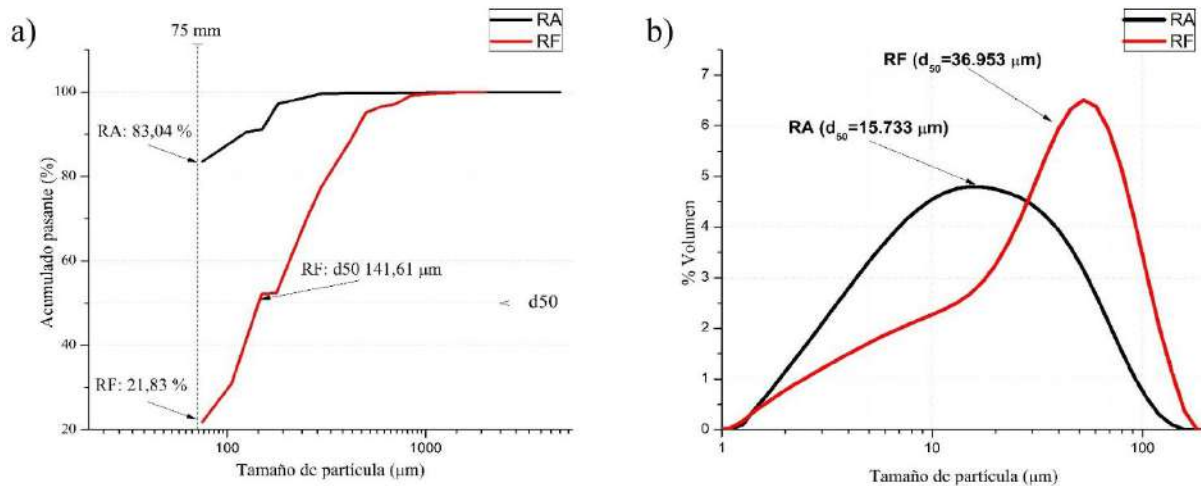 a)
75 mm
RA
RF
100
80
60
40
20
Acumulado pasante (%)
RA: 83,04 %
RF: d50 141,61 μm
d50
RF: 21,83 %
100
1000
Tamaño de partícula (μm)
b)
RA
RF
RF (d50=36.953 μm)
RA (d50=15.733 μm)
7
6
5
4
3
2
1
0
% Volumen
1
10
100
Tamaño de partícula (μm)